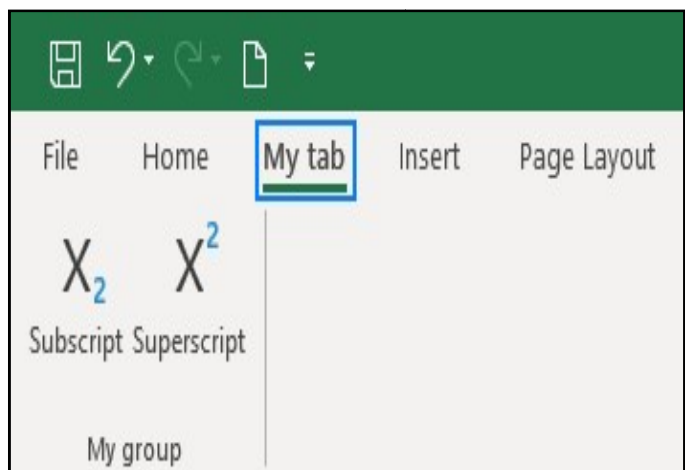 File Home My tab Insert Page Layout
X₂ X²
Subscript Superscript
My group